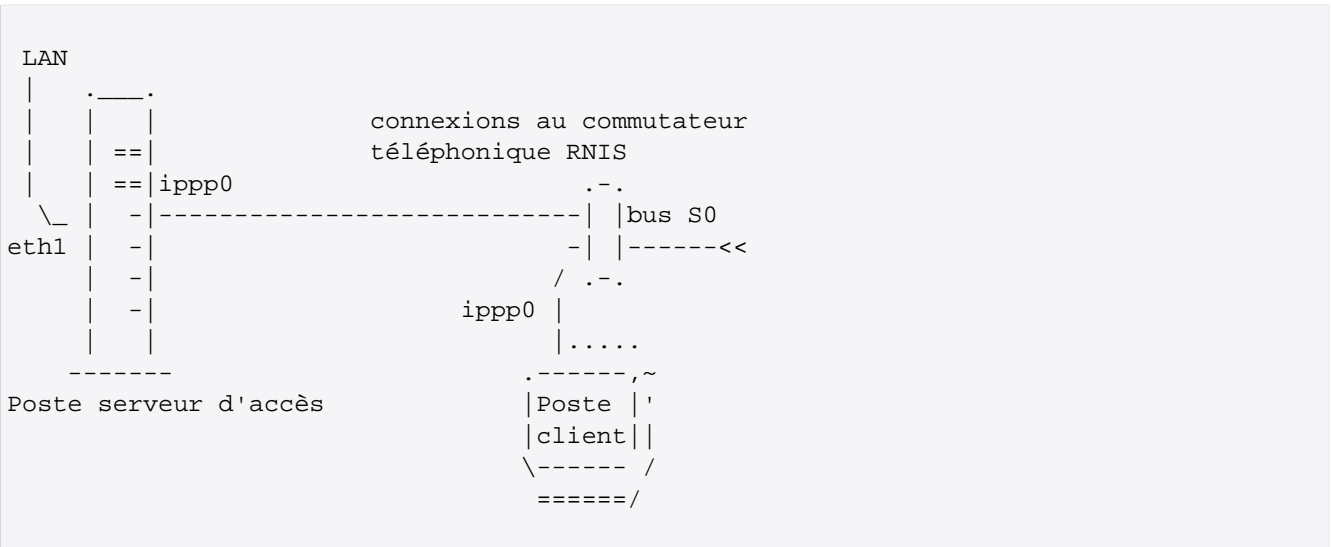 LAN
connexions au commutateur
téléphonique RNIS
ippp0
bus S0
eth1
ippp0
Poste serveur d'accès
Poste
client